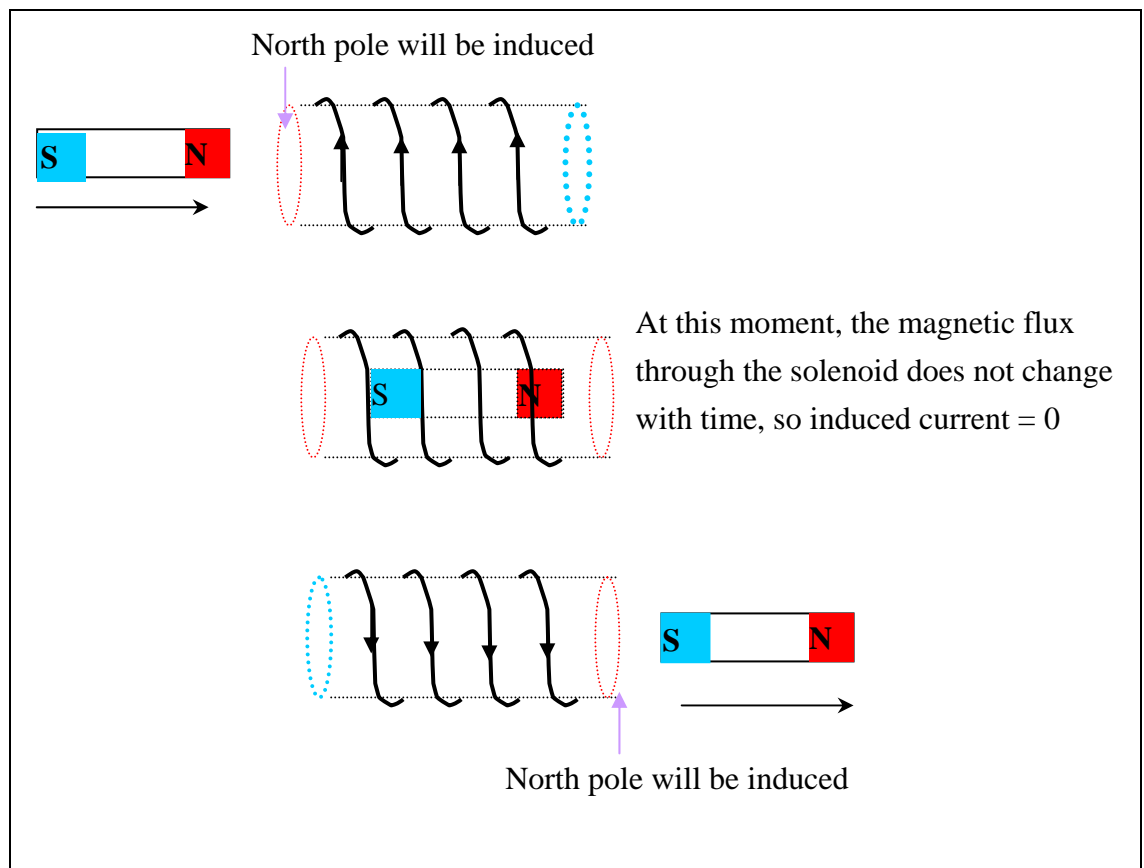 North pole will be induced
S N
At this moment, the magnetic flux
through the solenoid does not change
with time, so induced current = 0
S N
S N
North pole will be induced